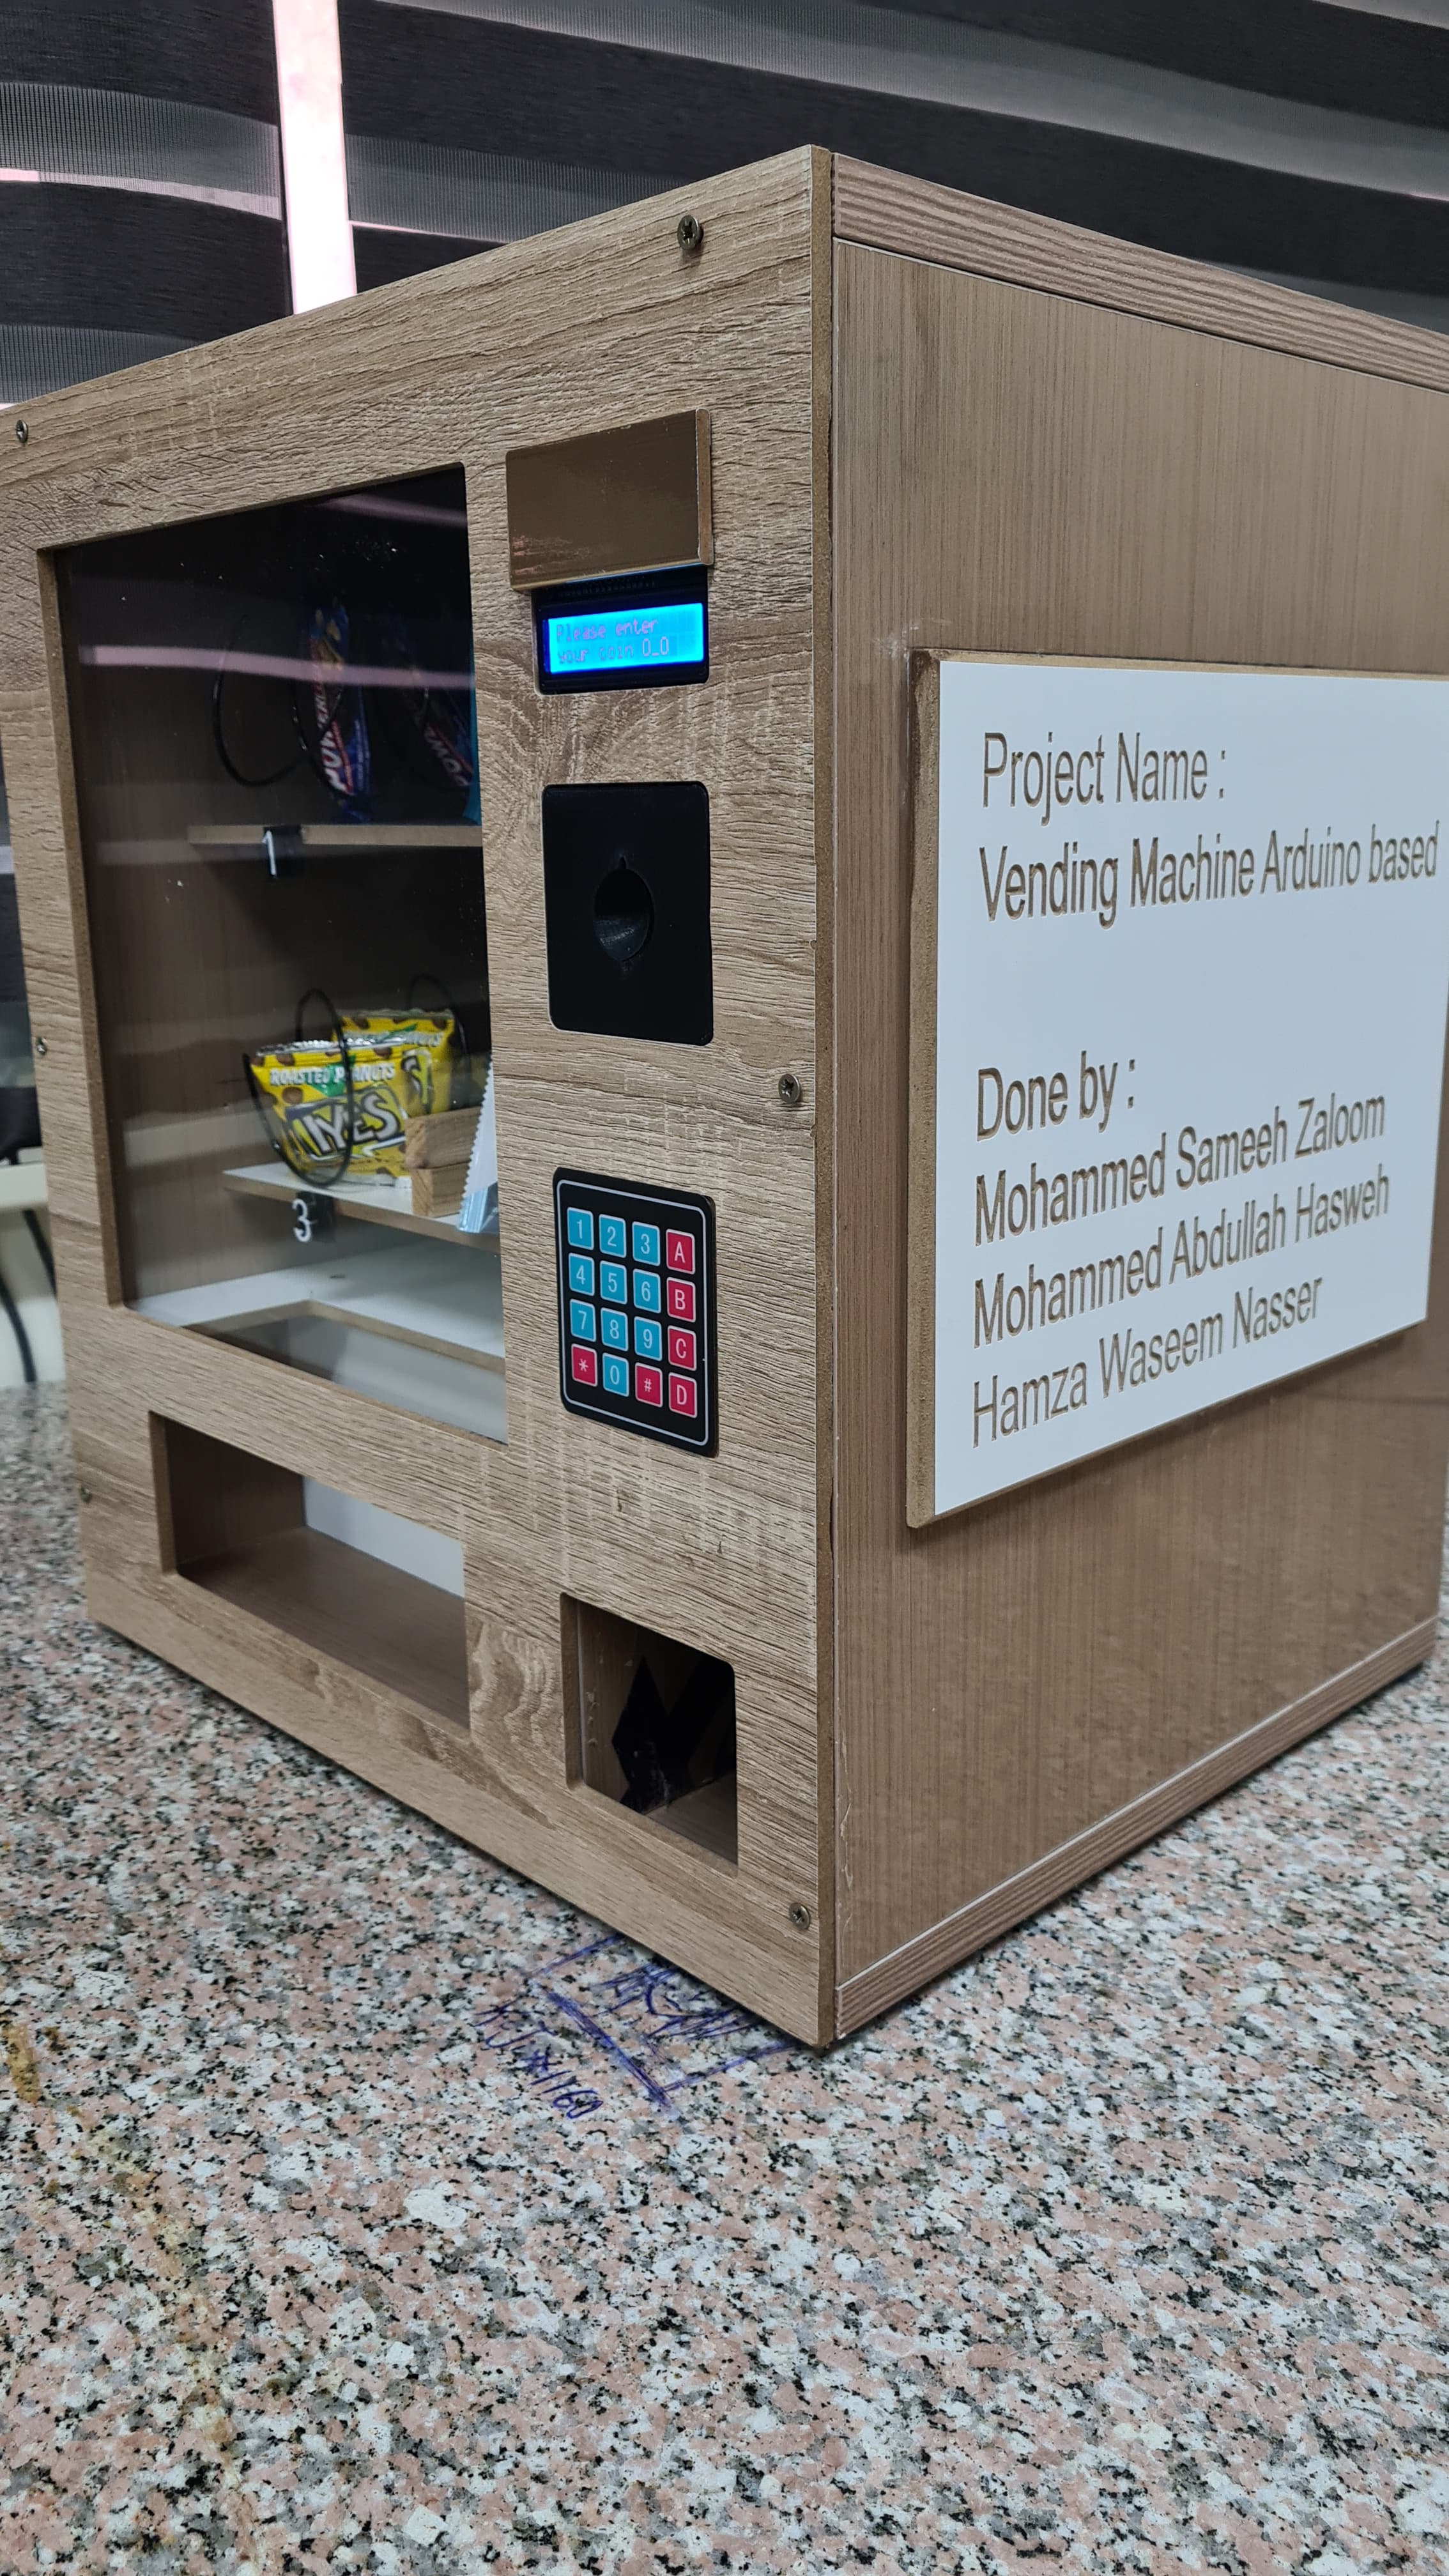 Please enter
your coin 0_0
1
ROASTED PEANUTS
YES
3
1 2 3 A
4 5 6 B
7 8 9 C
* 0 # D
Project Name :
Vending Machine Arduino based
Done by :
Mohammed Sameeh Zaloom
Mohammed Abdullah Hasweh
Hamza Waseem Nasser